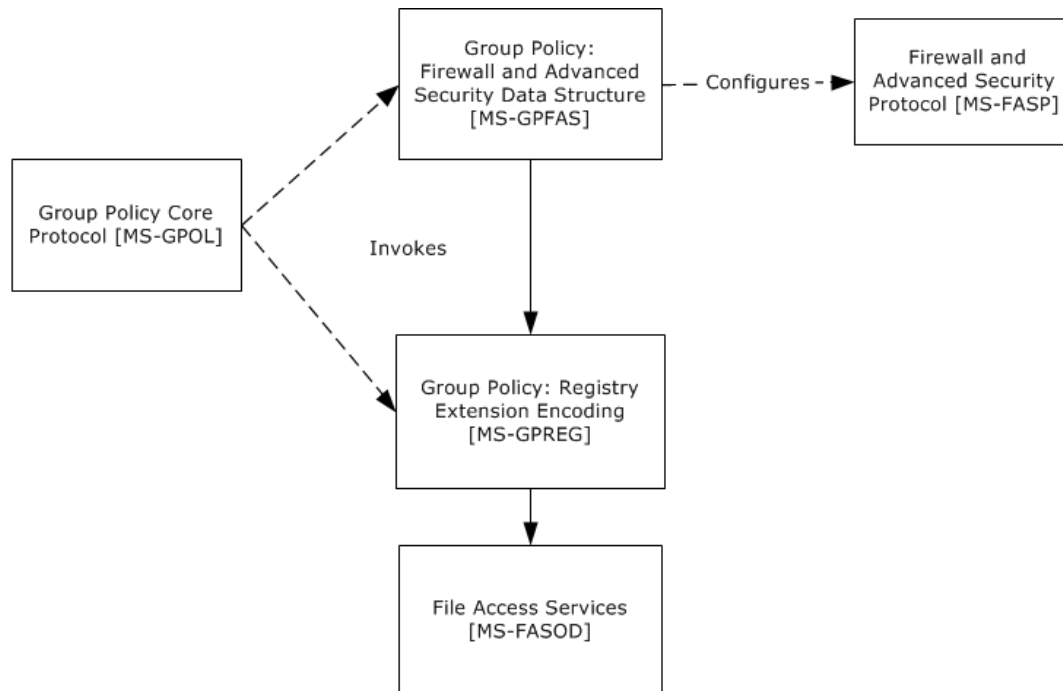 Group Policy:
Firewall and Advanced
Security Data Structure
[MS-GPFAS]
Configures
Firewall and
Advanced Security
Protocol [MS-FASP]
Group Policy Core
Protocol [MS-GPOL]
Invokes
Group Policy: Registry
Extension Encoding
[MS-GPREG]
File Access Services
[MS-FASOD]